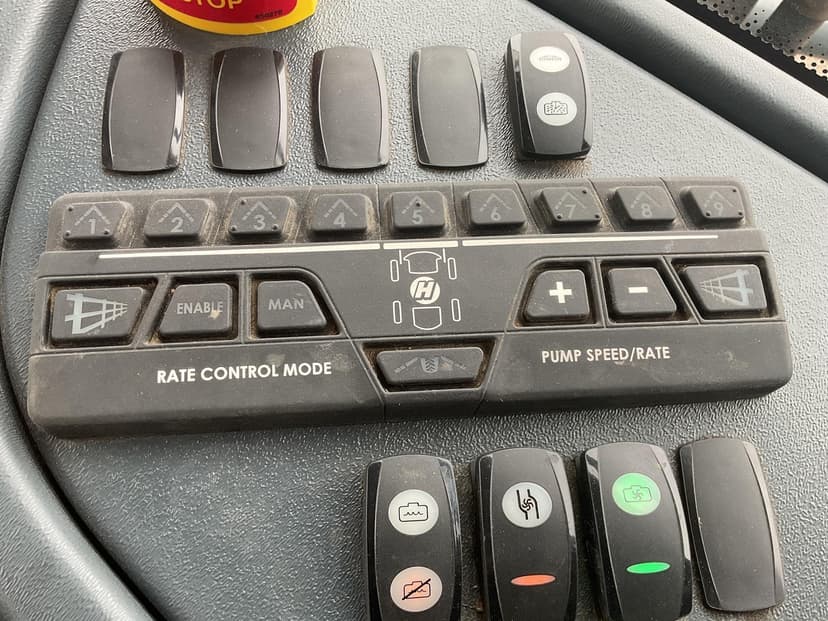 STOP
1 2 3 4 5 6 7 8 9
H
ENABLE MAN + -
RATE CONTROL MODE
PUMP SPEED/RATE